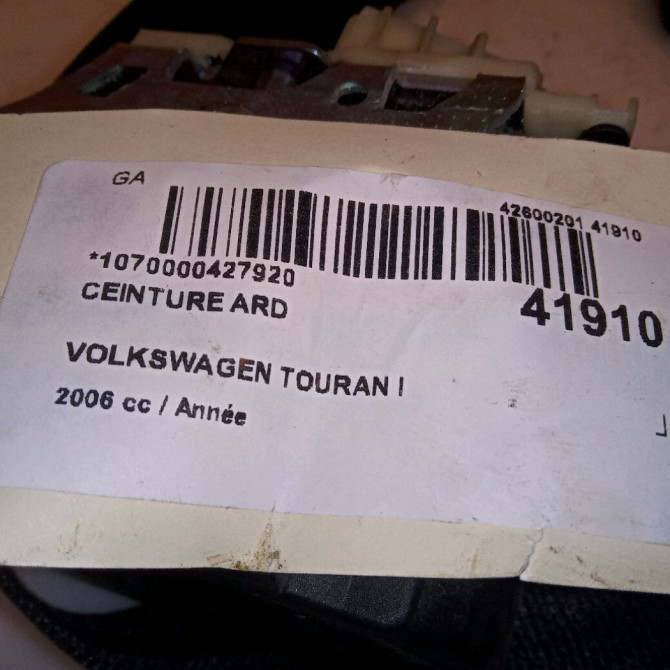 GA
42600201 41910
*1070000427920
41910
CEINTURE ARD
VOLKSWAGEN TOURAN I
2006 cc / Année